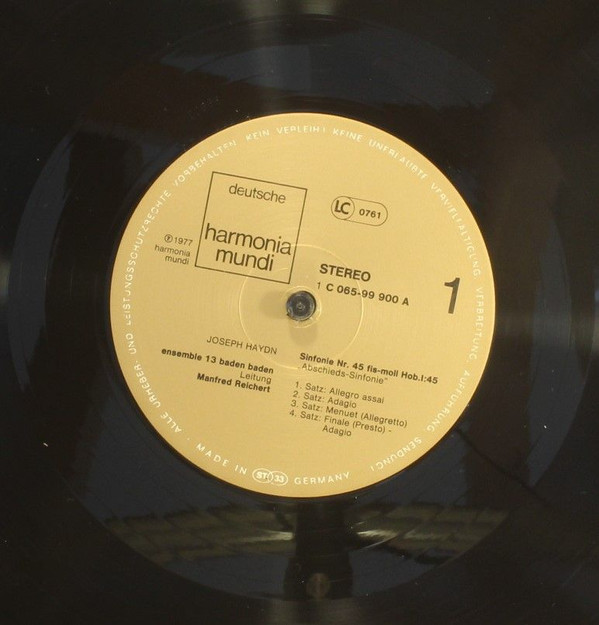 ALLE URHEBER- UND LEISTUNGSSCHUTZRECHTE VORBEHALTEN. KEIN VERLEIH! KEINE UNERLAUBTE VERVIELFÄLTIGUNG, VERBREITUNG, AUFFÜHRUNG, SENDUNG!
deutsche
harmonia
mundi
LC 0761
℗ 1977
harmonia
mundi
STEREO
1 C 065-99 900 A
1
JOSEPH HAYDN
ensemble 13 baden baden
Leitung
Manfred Reichert
Sinfonie Nr. 45 fis-moll Hob.I:45
„Abschieds-Sinfonie"
1. Satz: Allegro assai
2. Satz: Adagio
3. Satz: Menuet (Allegretto)
4. Satz: Finale (Presto) -
Adagio
MADE IN ST 33 GERMANY